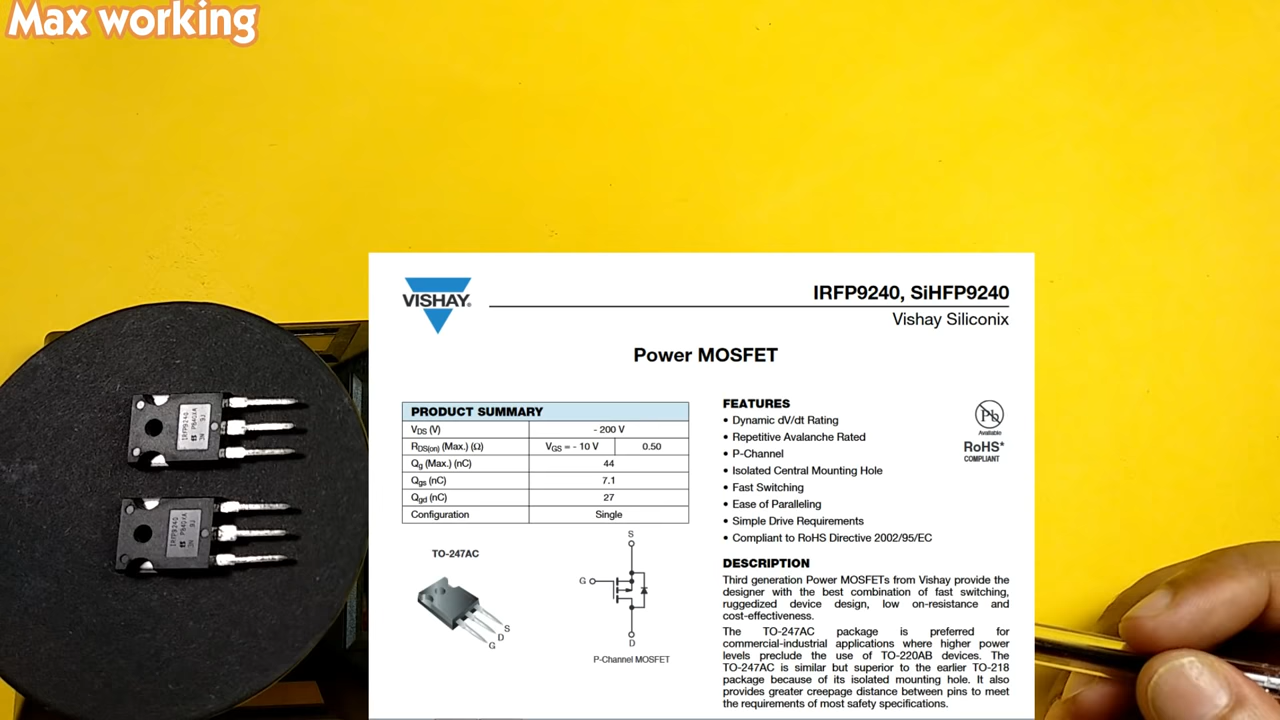 Max working
VISHAY.
IRFP9240, SiHFP9240
Vishay Siliconix
Power MOSFET
PRODUCT SUMMARY
VDS (V) - 200 V
RDS(on) (Max.) (Ω) VGS = - 10 V 0.50
Qg (Max.) (nC) 44
Qgs (nC) 7.1
Qgd (nC) 27
Configuration Single
TO-247AC
S
D
G
S
G
D
P-Channel MOSFET
FEATURES
• Dynamic dV/dt Rating
• Repetitive Avalanche Rated
• P-Channel
• Isolated Central Mounting Hole
• Fast Switching
• Ease of Paralleling
• Simple Drive Requirements
• Compliant to RoHS Directive 2002/95/EC
Pb
Available
RoHS*
COMPLIANT
DESCRIPTION
Third generation Power MOSFETs from Vishay provide the
designer with the best combination of fast switching,
ruggedized device design, low on-resistance and
cost-effectiveness.
The TO-247AC package is preferred for
commercial-industrial applications where higher power
levels preclude the use of TO-220AB devices. The
TO-247AC is similar but superior to the earlier TO-218
package because of its isolated mounting hole. It also
provides greater creepage distance between pins to meet
the requirements of most safety specifications.
IRFP9240
IRFP9240